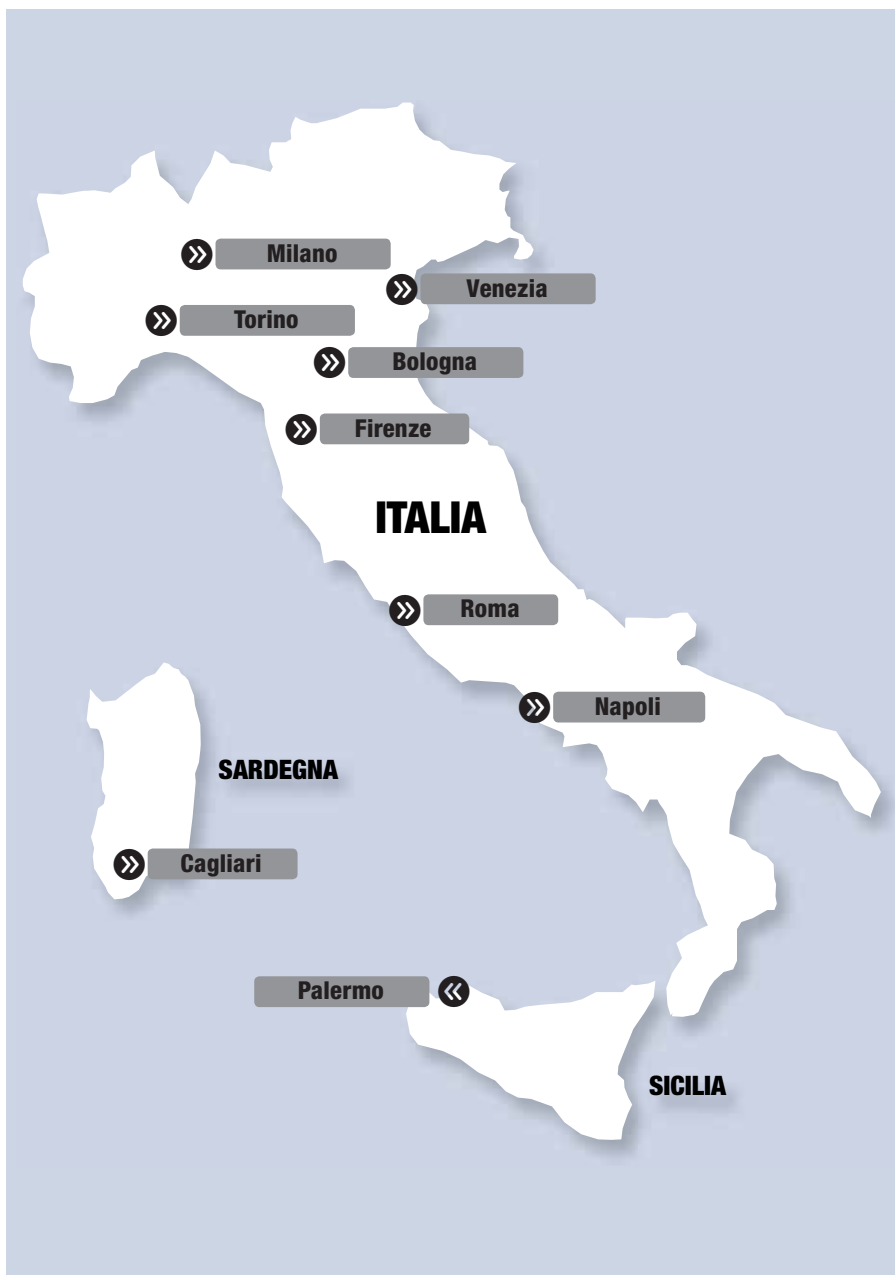 Milano
Venezia
Torino
Bologna
Firenze
ITALIA
Roma
Napoli
SARDEGNA
Cagliari
Palermo
SICILIA